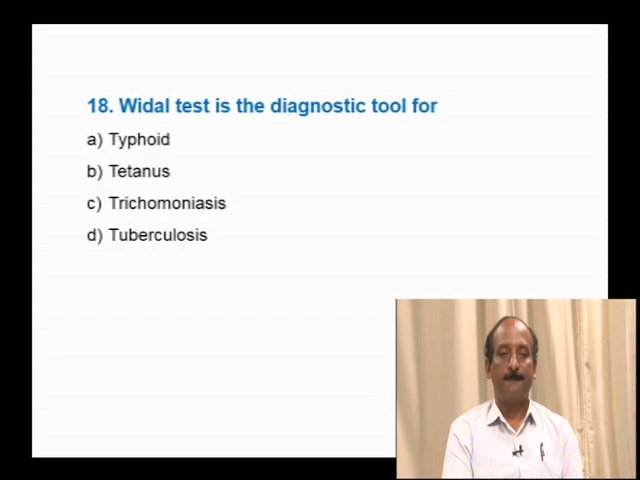 18. Widal test is the diagnostic tool for
a) Typhoid
b) Tetanus
c) Trichomoniasis
d) Tuberculosis